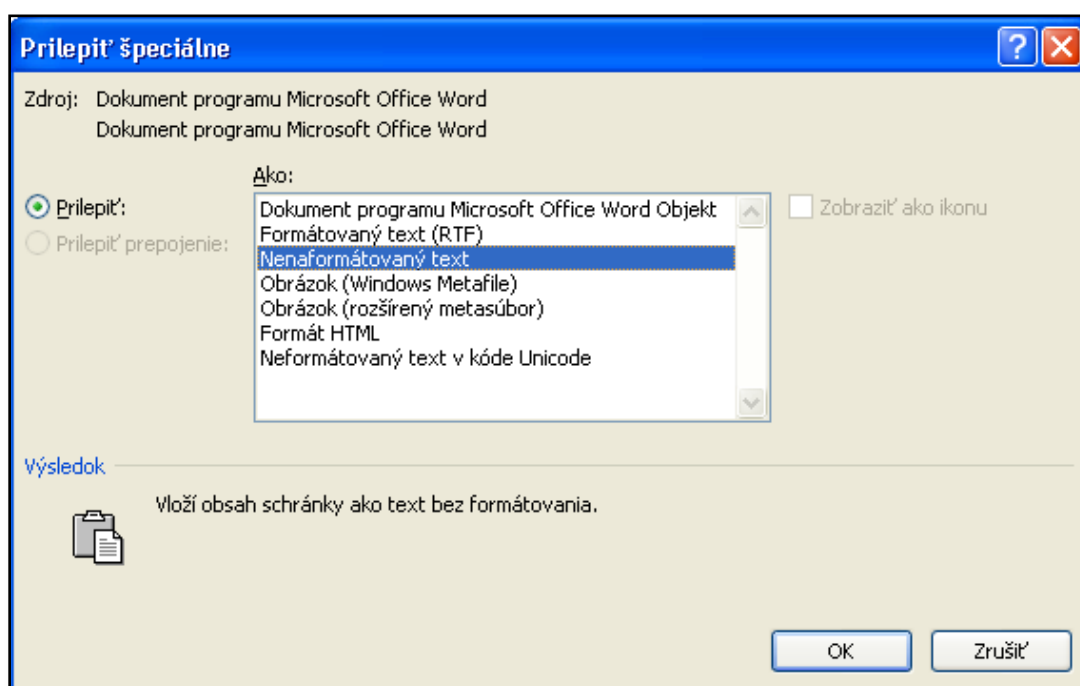 Prilepiť špeciálne
Zdroj: Dokument programu Microsoft Office Word
Dokument programu Microsoft Office Word
Ako:
Prilepiť:
Prilepiť prepojenie:
Dokument programu Microsoft Office Word Objekt
Formátovaný text (RTF)
Nenaformátovaný text
Obrázok (Windows Metafile)
Obrázok (rozšírený metasúbor)
Formát HTML
Neformátovaný text v kóde Unicode
Zobraziť ako ikonu
Výsledok
Vloží obsah schránky ako text bez formátovania.
OK Zrušiť